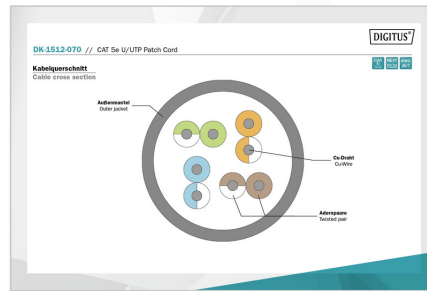 DIGITUS®
DK-1512-070 // CAT 5e U/UTP Patch Cord
Kabelquerschnitt
Cable cross section
Außenmantel
Outer jacket
Cu-Draht
Cu-Wire
Adernpaare
Twisted pair